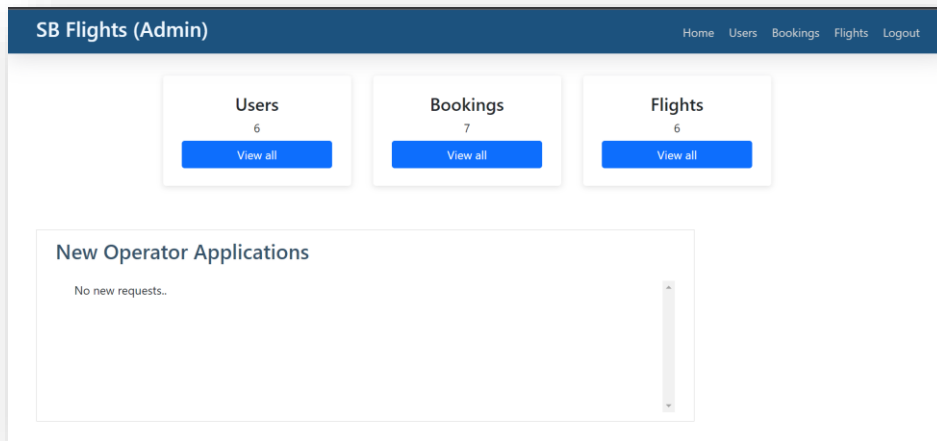 SB Flights (Admin)
Home Users Bookings Flights Logout
Users
6
View all
Bookings
7
View all
Flights
6
View all
New Operator Applications
No new requests..